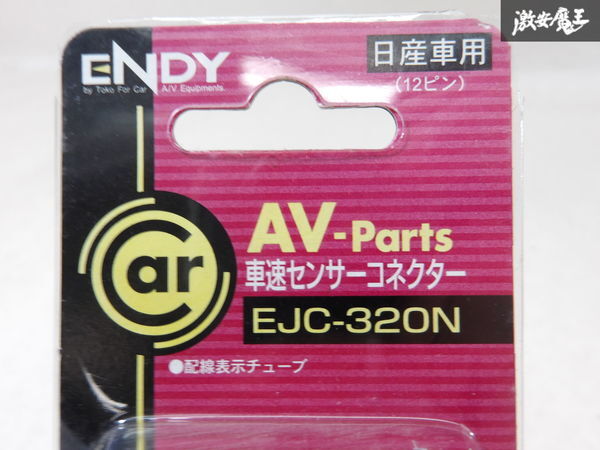 激安魔王
ENDY
by Toko For Car A/V Equipments
日産車用
(12ピン)
Car
AV-Parts
車速センサーコネクター
EJC-320N
●配線表示チューブ